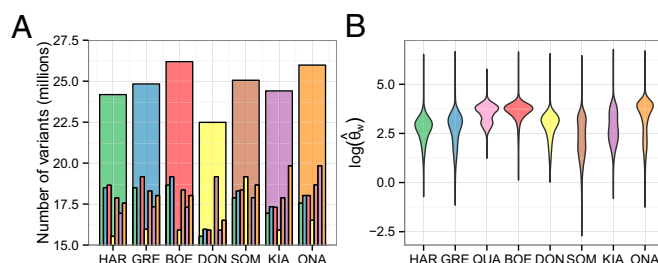 A
Number of variants (millions)
27.5
25.0
22.5
20.0
17.5
15.0
HAR GRE BOE DON SOM KIA ONA
B
log(θ̂w)
5.0
2.5
0.0
−2.5
HAR GRE QUA BOE DON SOM KIA ONA